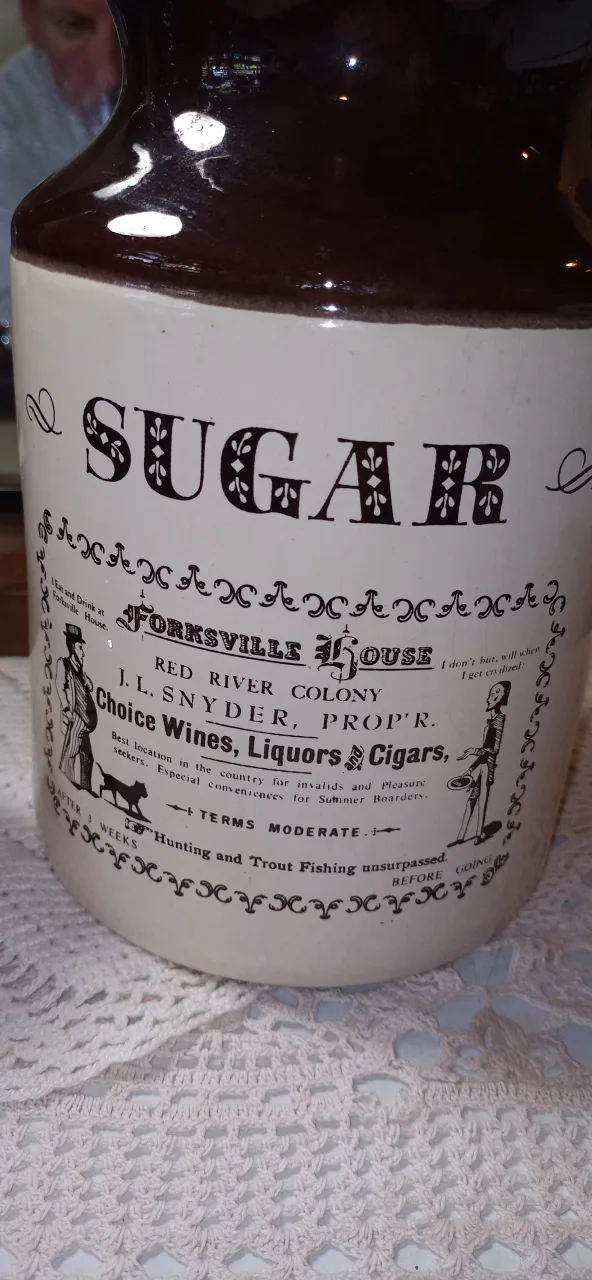 SUGAR
I Eat and Drink at
Forksville House.
FORKSVILLE HOUSE
I don't but, will when
I get civilized.
RED RIVER COLONY
J. L. SNYDER, PROP'R.
Choice Wines, Liquors AND Cigars,
Best location in the country for invalids and Pleasure
seekers. Especial conveniences for Summer Boarders.
TERMS MODERATE.
AFTER 3 WEEKS
Hunting and Trout Fishing unsurpassed.
BEFORE GOING